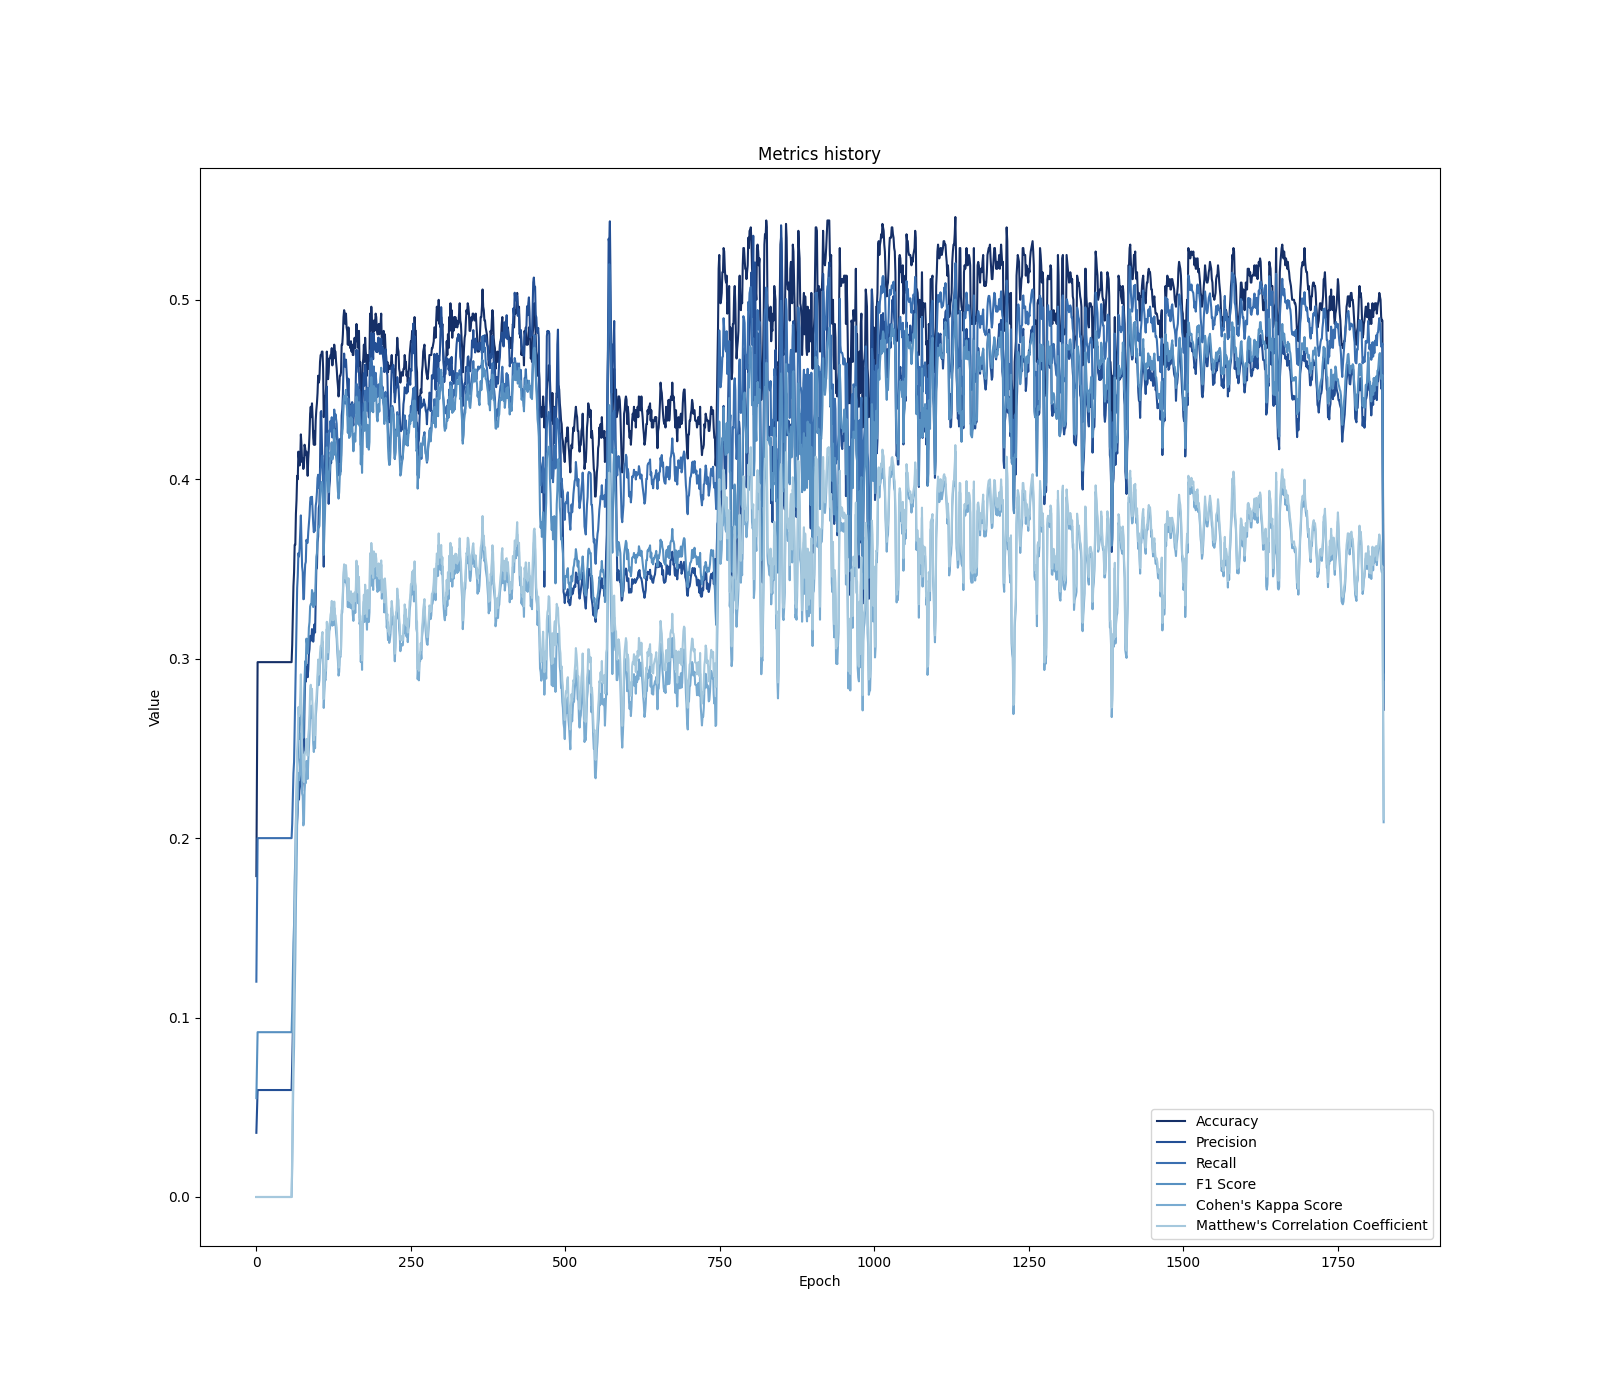 Metrics history
Value
0.5
0.4
0.3
0.2
0.1
0.0
0
250
500
750
1000
1250
1500
1750
Epoch
Accuracy
Precision
Recall
F1 Score
Cohen's Kappa Score
Matthew's Correlation Coefficient